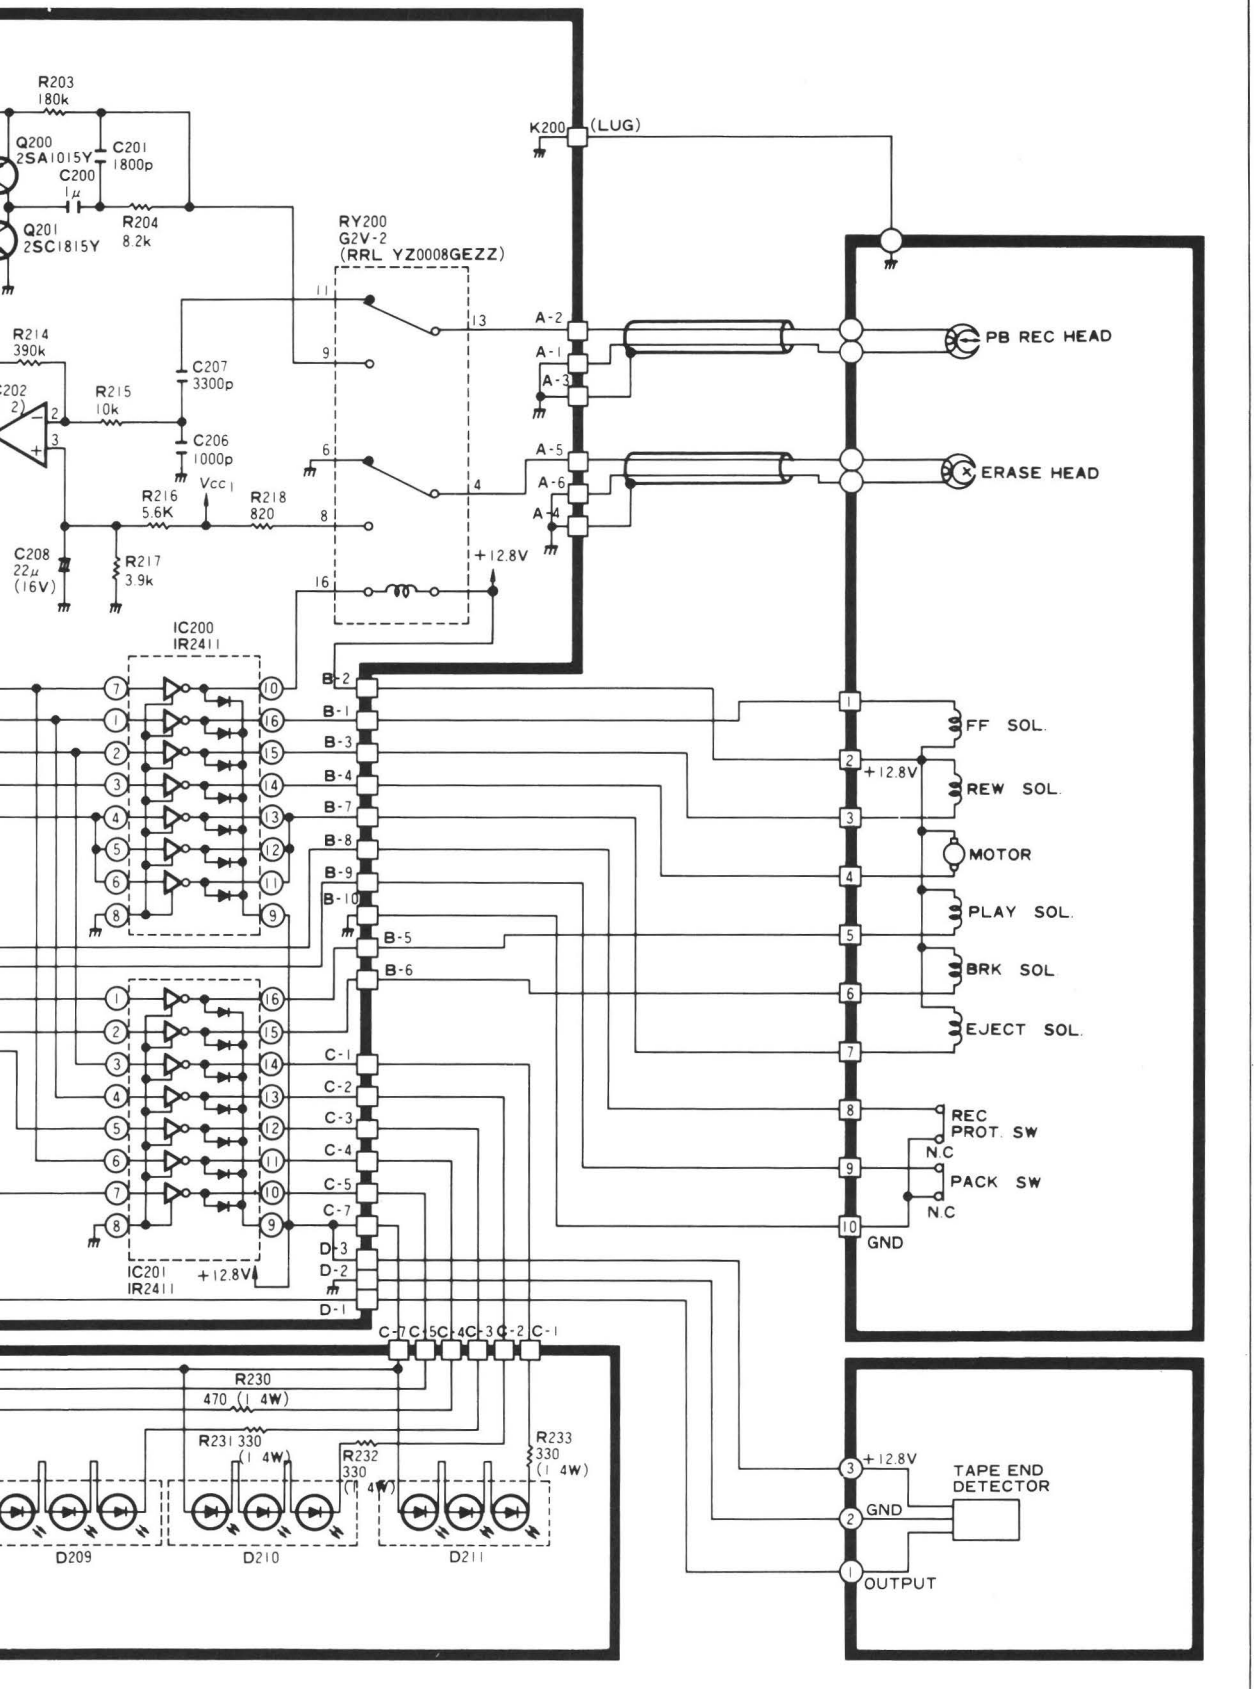 R203
180k
K200
(LUG)
Q200
2SA1015Y
C201
1800p
C200
1μ
R204
8.2k
Q201
2SC1815Y
RY200
G2V-2
(RRL YZ0008GEZZ)
11
13
A-2
PB REC HEAD
R214
390k
9
A-1
C207
3300p
A-3
R215
10k
C202
2)
2
−
3
+
C206
1000p
6
A-5
ERASE HEAD
Vcc1
4
A-6
R216
5.6K
R218
820
8
A-4
C208
22μ
(16V)
R217
3.9k
+12.8V
16
IC200
IR2411
7
10
B-2
1
16
B-1
2
15
B-3
3
14
B-4
4
13
B-7
5
12
B-8
6
11
B-9
8
9
B-10
B-5
B-6
1
FF SOL.
2
+12.8V
REW SOL.
3
MOTOR
4
PLAY SOL.
5
BRK SOL
6
EJECT SOL.
7
8
REC
PROT. SW
N.C
9
PACK SW
N.C
10
GND
1
16
2
15
3
14
C-1
4
13
C-2
5
12
C-3
6
11
C-4
7
10
C-5
8
9
C-7
D-3
D-2
D-1
IC201
IR2411
+12.8V
C-7 C-5 C-4 C-3 C-2 C-1
R230
470 (1 4W)
R231 330
(1 4W)
R232
330
(1 4W)
R233
330
(1 4W)
D209
D210
D211
3
+12.8V
TAPE END
DETECTOR
2
GND
1
OUTPUT